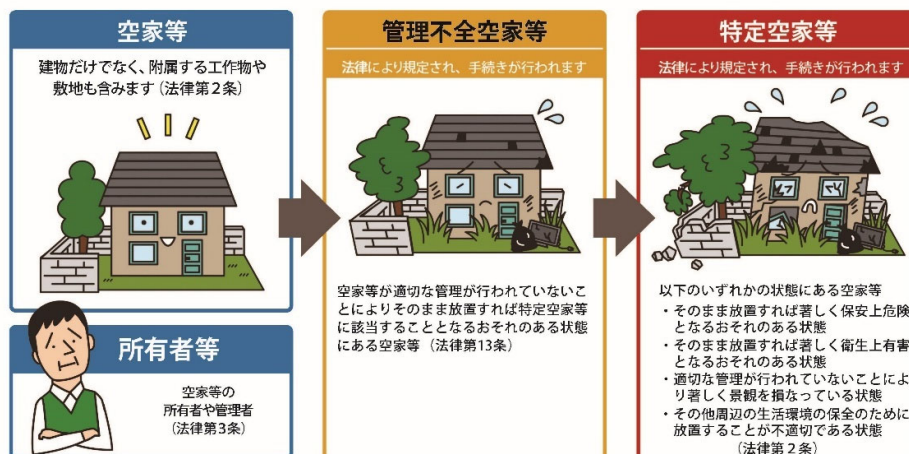 空家等
建物だけでなく、附属する工作物や
敷地も含みます（法律第２条）
所有者等
空家等の
所有者や管理者
（法律第3条）
管理不全空家等
法律により規定され、手続きが行われます
空家等が適切な管理が行われていないこ
とによりそのまま放置すれば特定空家等
に該当することとなるおそれのある状態
にある空家等（法律第13条）
特定空家等
法律により規定され、手続きが行われます
以下のいずれかの状態にある空家等
・そのまま放置すれば著しく保安上危険
となるおそれのある状態
・そのまま放置すれば著しく衛生上有害
となるおそれのある状態
・適切な管理が行われていないことによ
り著しく景観を損なっている状態
・その他周辺の生活環境の保全のために
放置することが不適切である状態
（法律第２条）